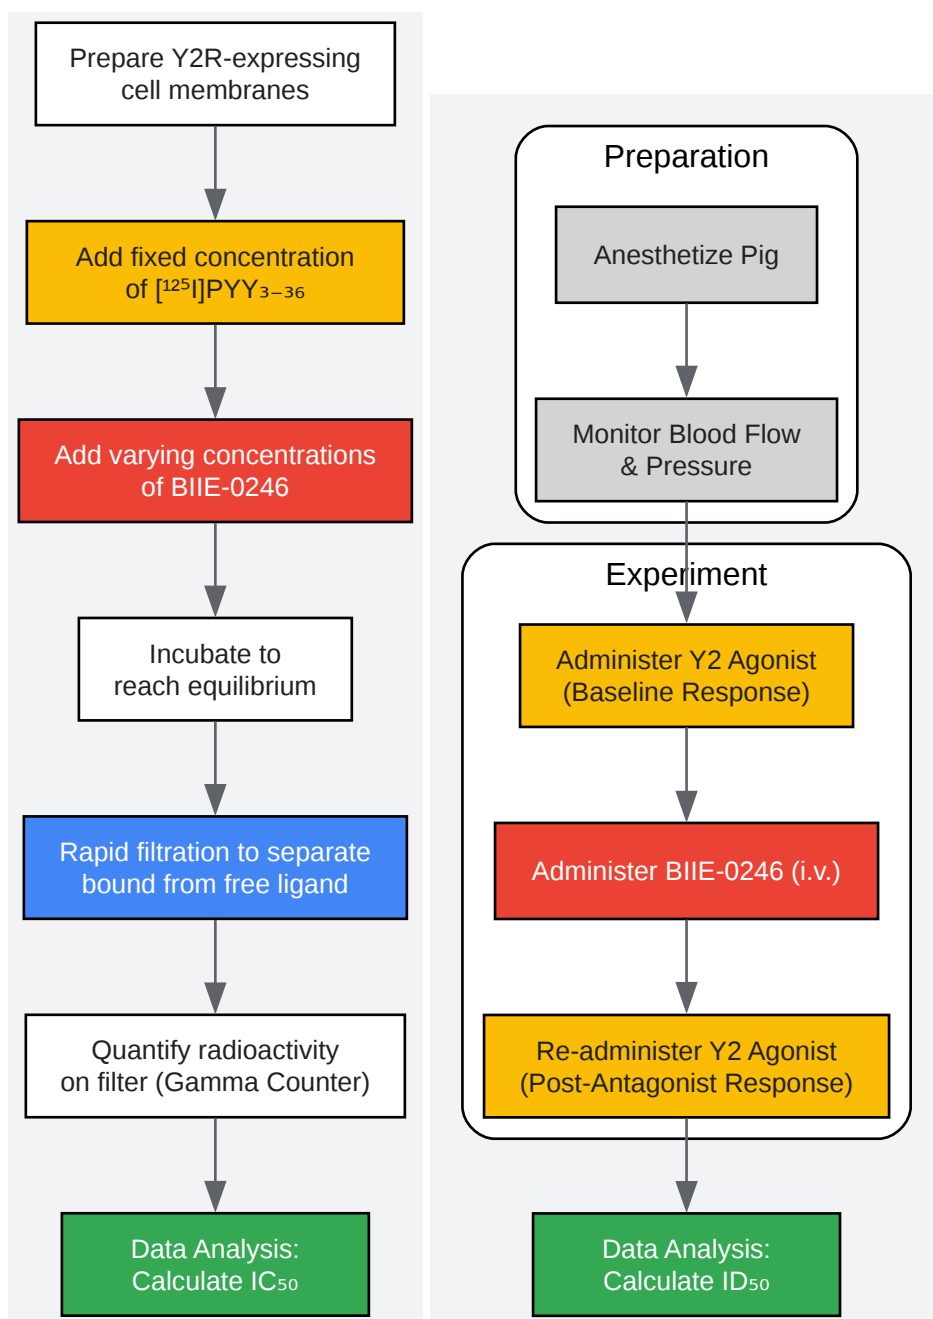 Prepare Y2R-expressing
cell membranes
Add fixed concentration
of [¹²⁵I]PYY₃₋₃₆
Add varying concentrations
of BIIE-0246
Incubate to
reach equilibrium
Rapid filtration to separate
bound from free ligand
Quantify radioactivity
on filter (Gamma Counter)
Data Analysis:
Calculate IC₅₀
Preparation
Anesthetize Pig
Monitor Blood Flow
& Pressure
Experiment
Administer Y2 Agonist
(Baseline Response)
Administer BIIE-0246 (i.v.)
Re-administer Y2 Agonist
(Post-Antagonist Response)
Data Analysis:
Calculate ID₅₀